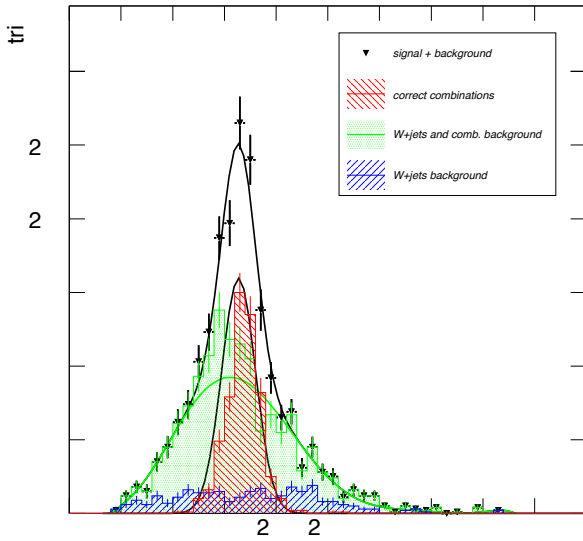 tri
signal + background
correct combinations
W+jets and comb. background
W+jets background
2
2
2 2